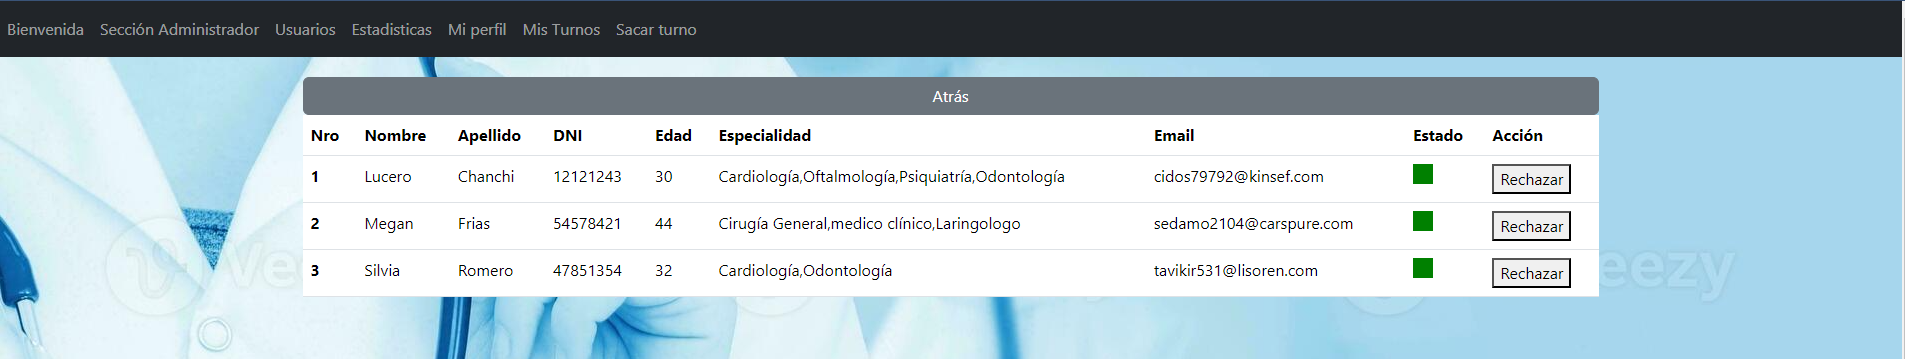 Bienvenida Sección Administrador Usuarios Estadisticas Mi perfil Mis Turnos Sacar turno
Atrás
Nro Nombre Apellido DNI Edad Especialidad Email Estado Acción
1 Lucero Chanchi 12121243 30 Cardiología,Oftalmología,Psiquiatría,Odontología cidos79792@kinsef.com Rechazar
2 Megan Frias 54578421 44 Cirugía General,medico clínico,Laringologo sedamo2104@carspure.com Rechazar
3 Silvia Romero 47851354 32 Cardiología,Odontología tavikir531@lisoren.com Rechazar